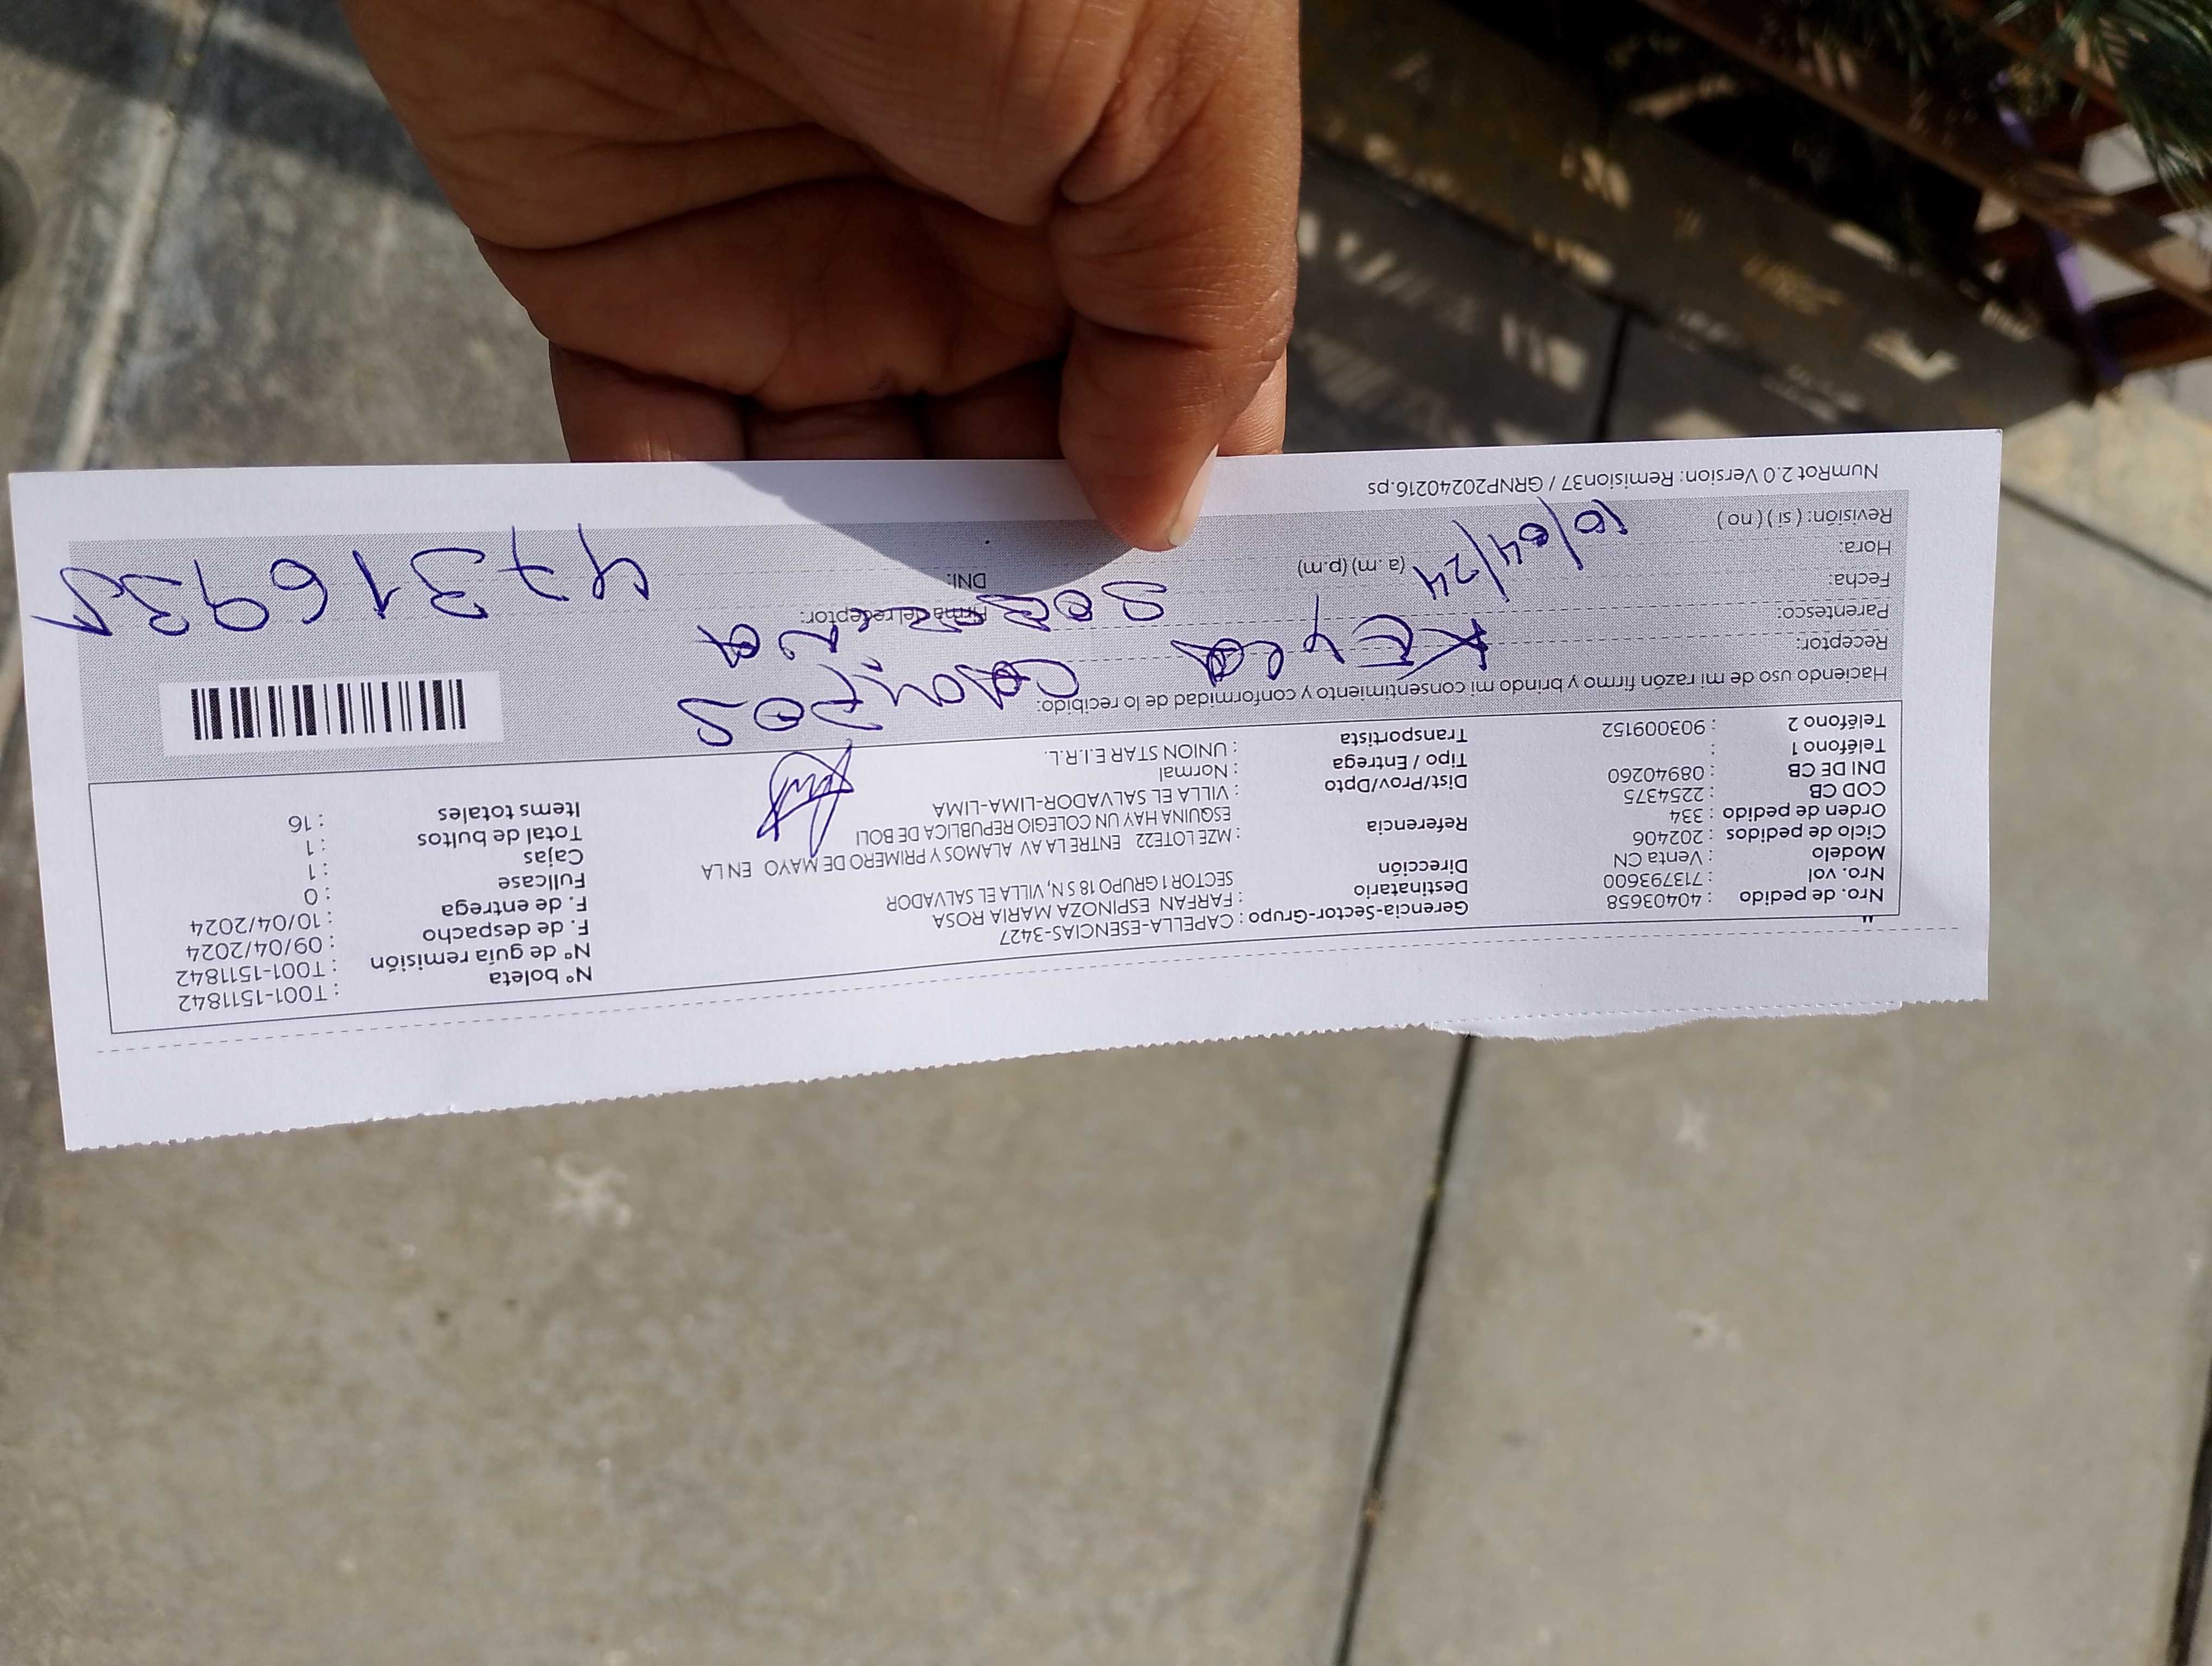 Nro. de pedido : 40403658
Nro. vol : 713793600
Modelo : Venta CN
Ciclo de pedidos : 202406
Orden de pedido : 334
COD CB : 2254375
DNI DE CB : 08940260
Teléfono 1 :
Teléfono 2 : 903009152
Gerencia-Sector-Grupo : CAPELLA-ESENCIAS-3427
Destinatario : FARFAN ESPINOZA MARIA ROSA
Dirección SECTOR 1 GRUPO 18 S N, VILLA EL SALVADOR
: MZE LOTE22 ENTRE LA AV ALAMOS Y PRIMERO DE MAYO EN LA
Referencia ESQUINA HAY UN COLEGIO REPUBLICA DE BOLI
Dist/Prov/Dpto : VILLA EL SALVADOR-LIMA-LIMA
Tipo / Entrega : Normal
Transportista : UNION STAR E.I.R.L.
Nº boleta : T001-1511842
Nº de guía remisión : T001-1511842
F. de despacho : 09/04/2024
F. de entrega : 10/04/2024
Fullcase : 0
Cajas : 1
Total de bultos : 1
Items totales : 16
Haciendo uso de mi razón firmo y brindo mi consentimiento y conformidad de lo recibido:
Receptor: KEyla Campos
Parentesco: Firma del receptor:
Fecha: 10/04/24 DNI: 47316935
Hora: (a .m) (p.m)
Revisión: ( si ) ( no )
NumRot 2.0 Version: Remision37 / GRNP20240216.ps